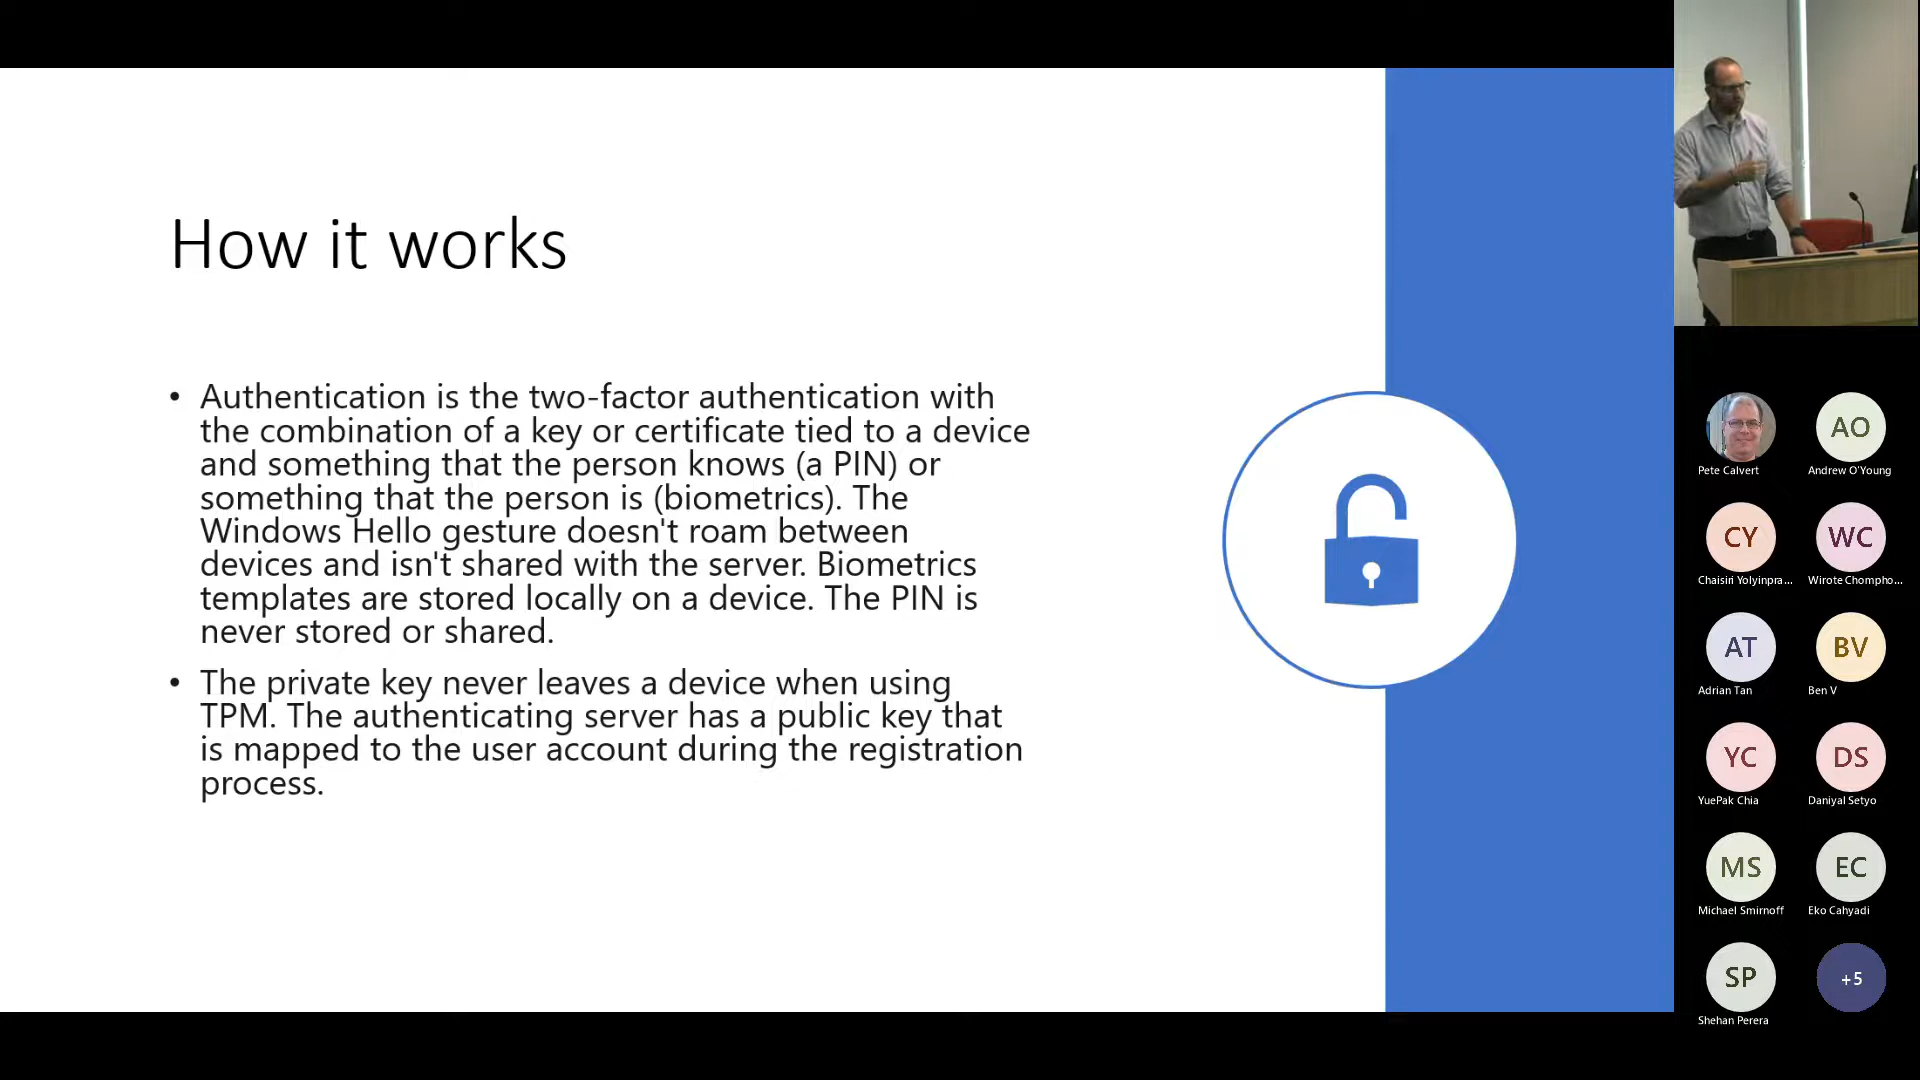 How it works
• Authentication is the two-factor authentication with
the combination of a key or certificate tied to a device
and something that the person knows (a PIN) or
something that the person is (biometrics). The
Windows Hello gesture doesn't roam between
devices and isn't shared with the server. Biometrics
templates are stored locally on a device. The PIN is
never stored or shared.
• The private key never leaves a device when using
TPM. The authenticating server has a public key that
is mapped to the user account during the registration
process.
Pete Calvert
AO
Andrew O'Young
CY
Chaisiri Yolyinpra...
WC
Wirote Chompho...
AT
Adrian Tan
BV
Ben V
YC
YuePak Chia
DS
Daniyal Setyo
MS
Michael Smirnoff
EC
Eko Cahyadi
SP
Shehan Perera
+5